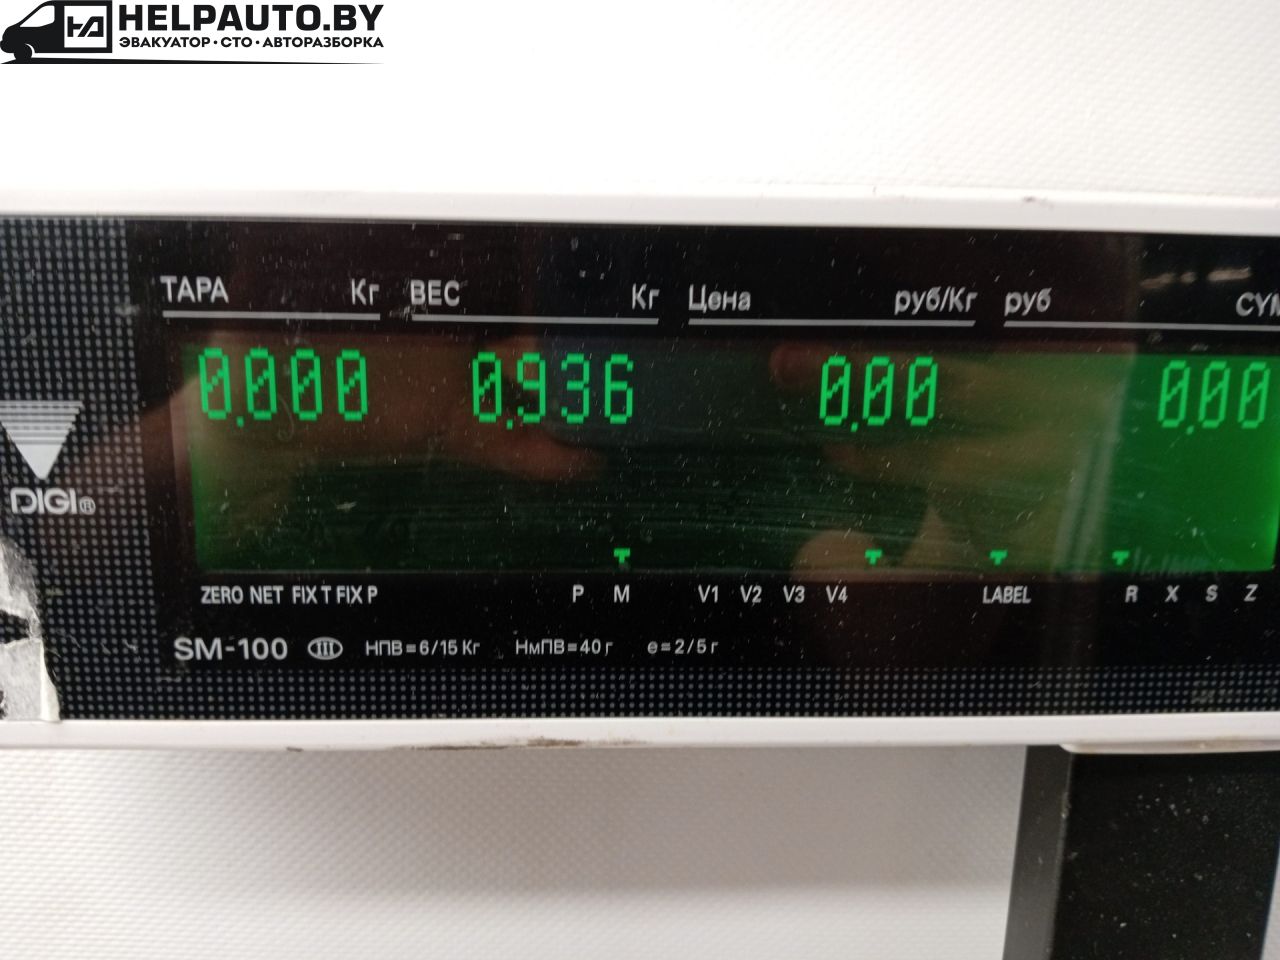 HELPAUTO.BY
ЭВАКУАТОР·СТО·АВТОРАЗБОРКА
ТАРА Кг ВЕС Кг Цена руб/Кг руб
0.000 0.936 0.00 0.00
DIGI®
ZERO NET FIX T FIX P P M V1 V2 V3 V4 LABEL R X S Z
SM-100 III НПВ=6/15 Кг НмПВ=40 г e=2/5 г